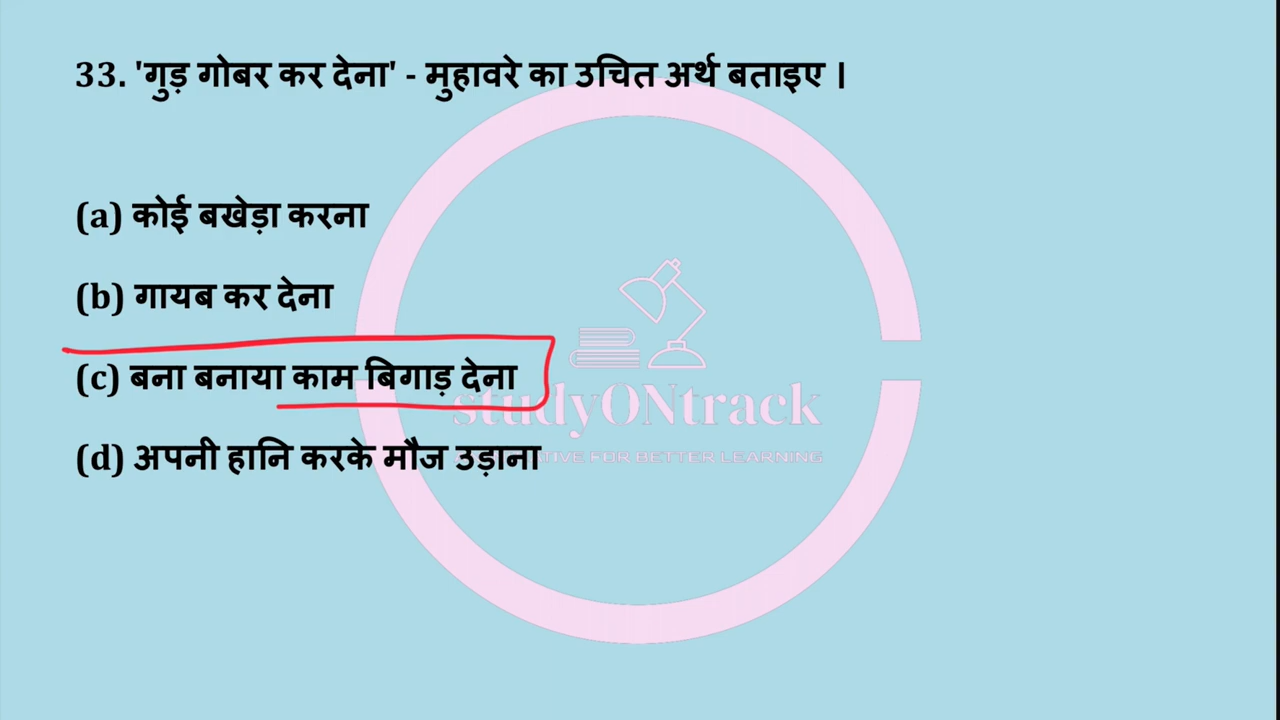 33. 'गुड़ गोबर कर देना' - मुहावरे का उचित अर्थ बताइए ।
(a) कोई बखेड़ा करना
(b) गायब कर देना
(c) बना बनाया काम बिगाड़ देना
studyONtrack
(d) अपनी हानि करके मौज उड़ाना
FOR BETTER LEARNING